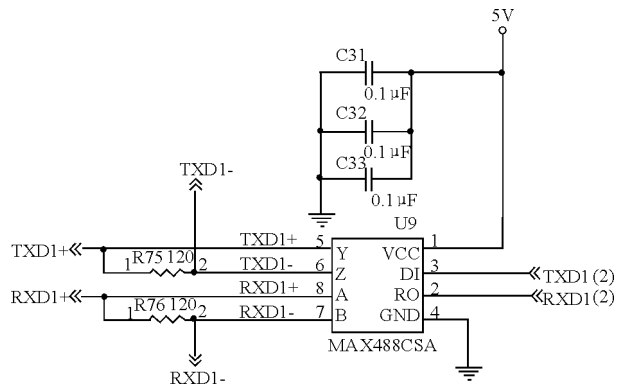 5V
C31
0.1μF
C32
0.1μF
C33
0.1μF
TXD1-
U9
TXD1+ TXD1+ 5 Y VCC 1
1 R75 120 2 TXD1- 6 Z DI 3 TXD1(2)
RXD1+ RXD1+ 8 A RO 2 RXD1(2)
1 R76 120 2 RXD1- 7 B GND 4
MAX488CSA
RXD1-